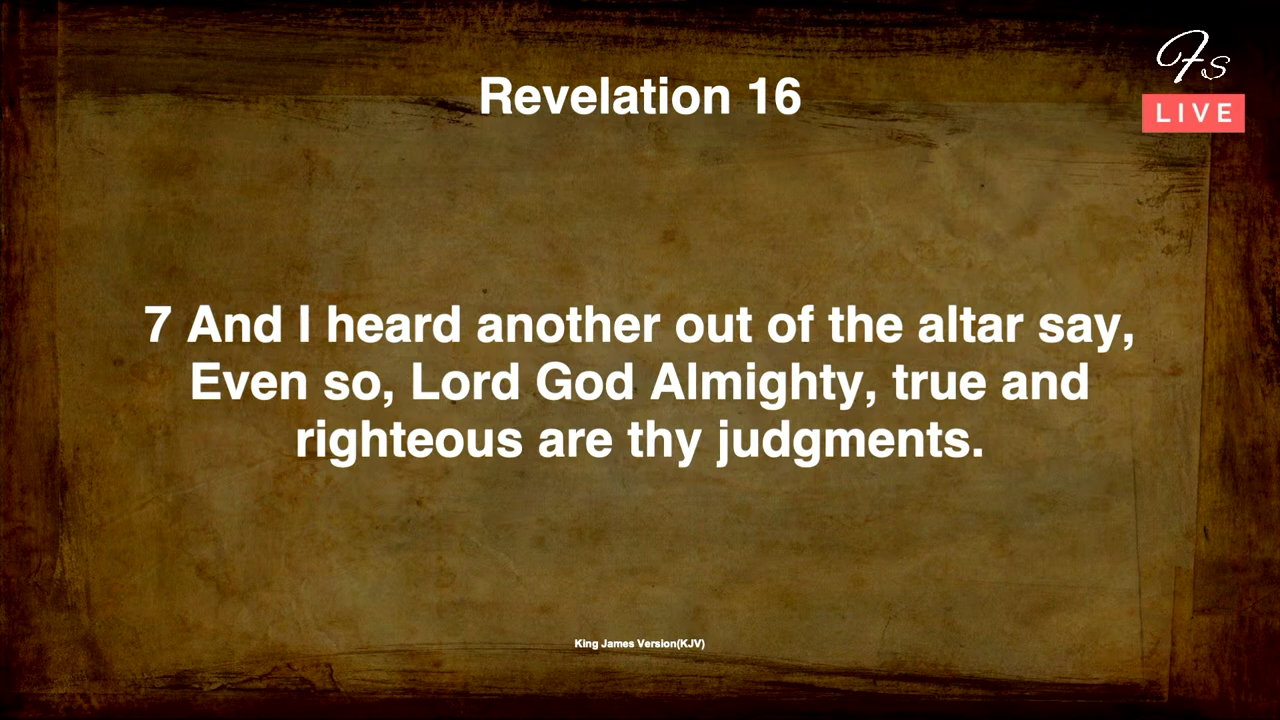 Revelation 16
Fs
LIVE
7 And I heard another out of the altar say,
Even so, Lord God Almighty, true and
righteous are thy judgments.
King James Version(KJV)